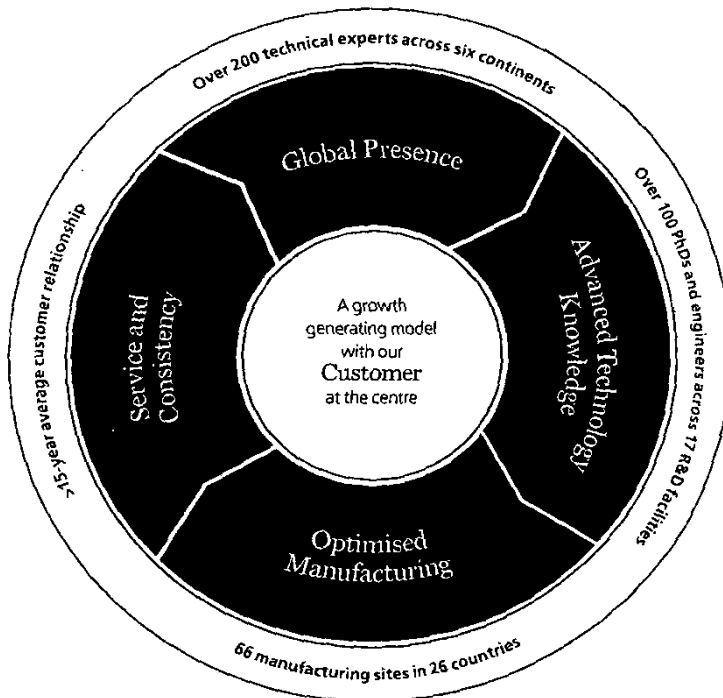 Over 200 technical experts across six continents
Global Presence
Over 100 PhDs and engineers across 17 R&D facilities
Advanced Technology
Knowledge
66 manufacturing sites in 26 countries
Optimised
Manufacturing
>15-year average customer relationship
Service and
Consistency
A growth
generating model
with our
Customer
at the centre